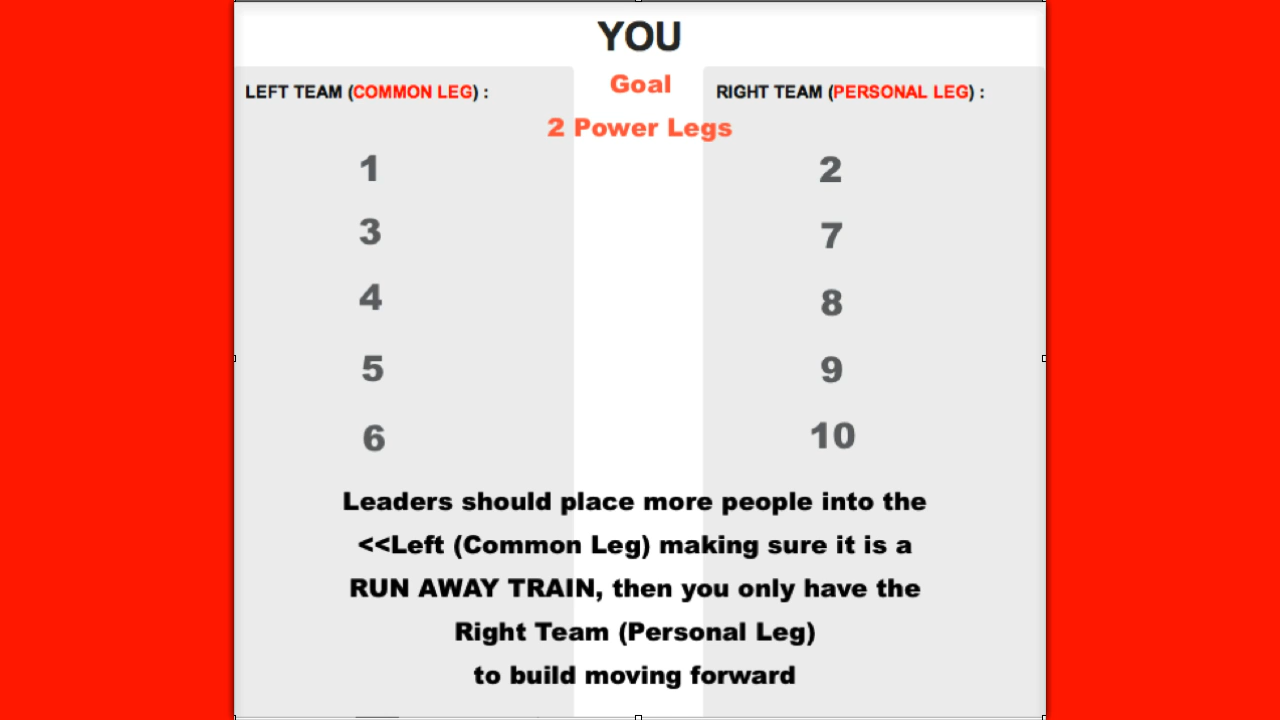 YOU
Goal
LEFT TEAM (COMMON LEG) :
RIGHT TEAM (PERSONAL LEG) :
2 Power Legs
1
2
3
7
4
8
5
9
6
10
Leaders should place more people into the
<<Left (Common Leg) making sure it is a
RUN AWAY TRAIN, then you only have the
Right Team (Personal Leg)
to build moving forward